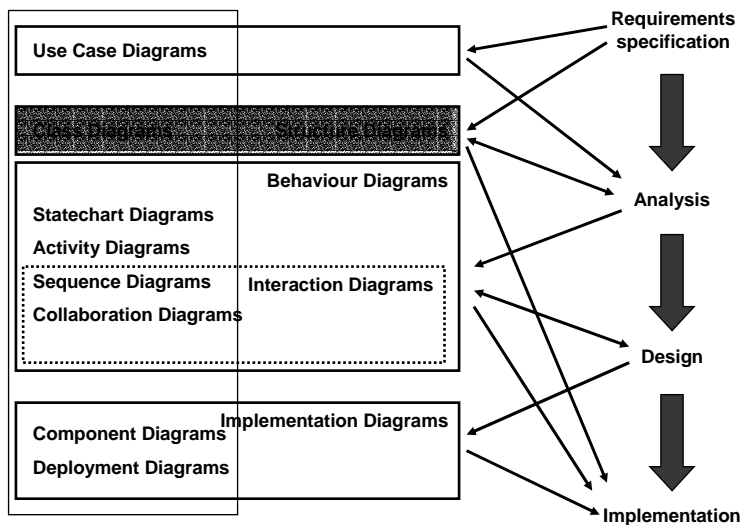 Use Case Diagrams
Class Diagrams Structure Diagrams
Behaviour Diagrams
Statechart Diagrams
Activity Diagrams
Sequence Diagrams Interaction Diagrams
Collaboration Diagrams
Implementation Diagrams
Component Diagrams
Deployment Diagrams
Requirements
specification
Analysis
Design
Implementation